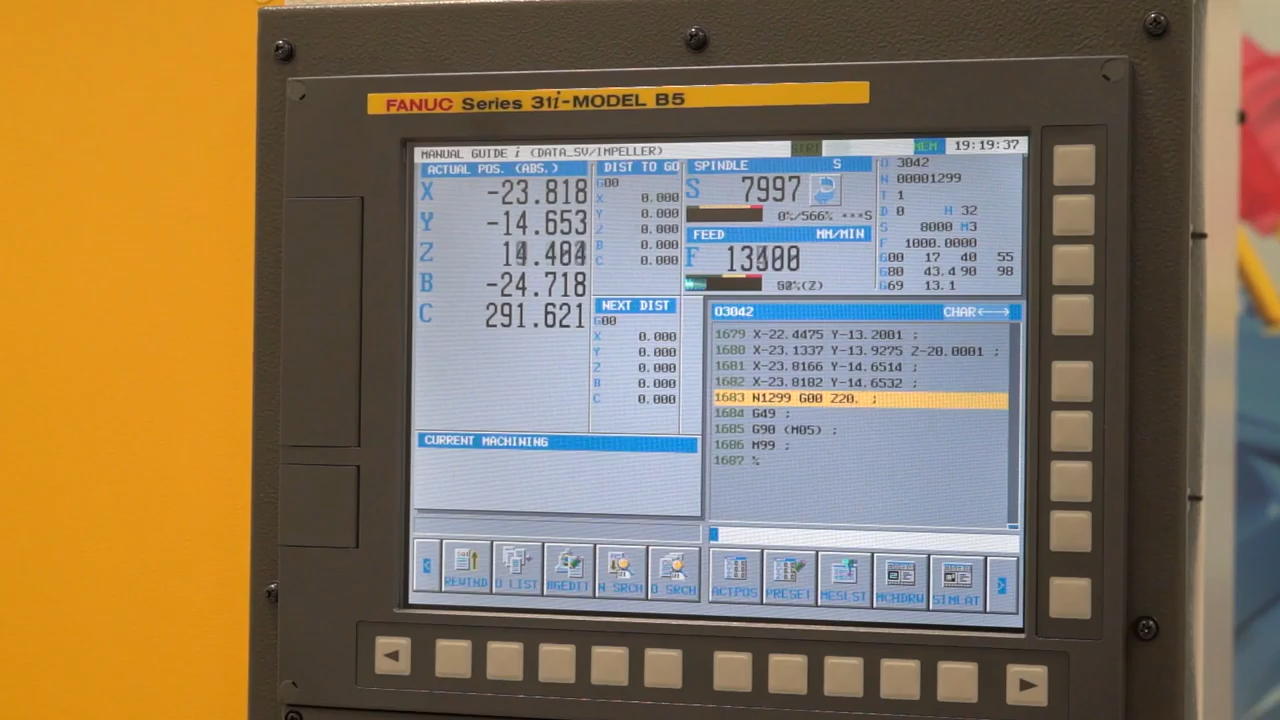 FANUC Series 31i-MODEL B5
MANUAL GUIDE i (DATA_SV/IMPELLER)
STRT
MEM
19:19:37
ACTUAL POS. (ABS.)
X -23.818
Y -14.653
Z
B -24.718
C 291.621
DIST TO GO
G00
X 0.000
Y 0.000
Z 0.000
B 0.000
C 0.000
NEXT DIST
G00
X 0.000
Y 0.000
Z 0.000
B 0.000
C 0.000
SPINDLE S
S 7997
0%/566% ***S
FEED MM/MIN
F
(Z)
O 3042
N 00001299
T 1
D 0 H 32
S 8000 M3
F 1000.0000
G00 17 40 55
G80 43.4 90 98
G69 13.1
O3042 CHAR←→
1679 X-22.4475 Y-13.2001 ;
1680 X-23.1337 Y-13.9275 Z-20.0001 ;
1681 X-23.8166 Y-14.6514 ;
1682 X-23.8182 Y-14.6532 ;
1683 N1299 G00 Z20. ;
1684 G49 ;
1685 G90 (M05) ;
1686 M99 ;
1687 %
CURRENT MACHINING
< REWIND O LIST BGEDIT N SRCH O SRCH ACTPOS PRESET MESLST MCHDRW SIMLAT >